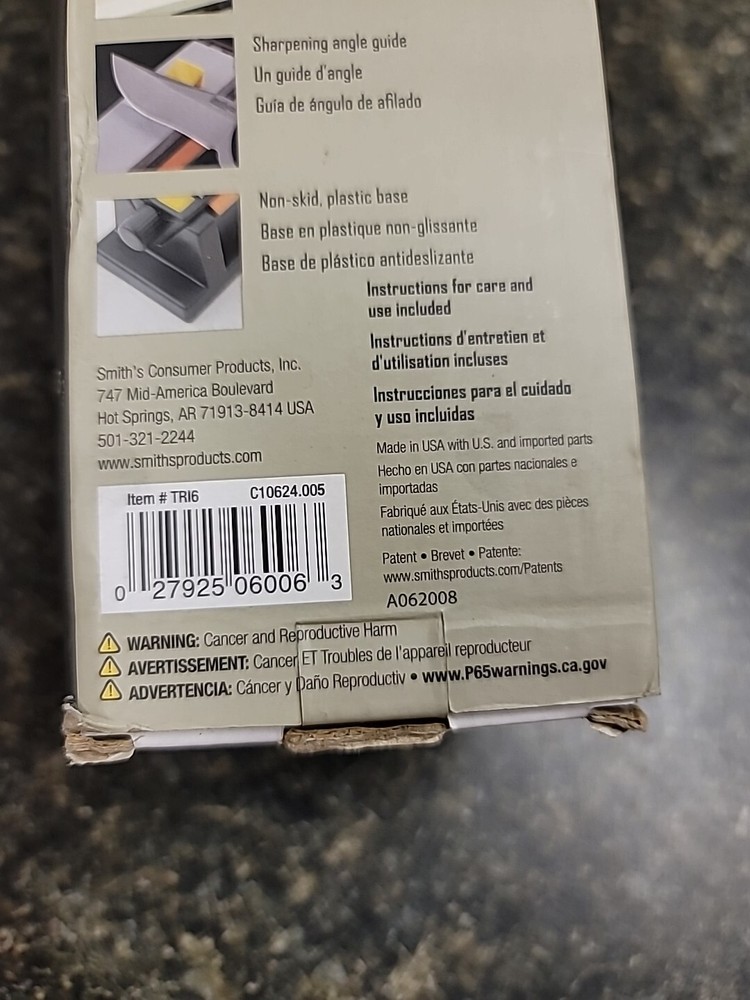 Sharpening angle guide
Un guide d'angle
Guía de ángulo de afilado
Non-skid, plastic base
Base en plastique non-glissante
Base de plástico antideslizante
Instructions for care and
use included
Instructions d'entretien et
d'utilisation incluses
Instrucciones para el cuidado
y uso incluidas
Smith's Consumer Products, Inc.
747 Mid-America Boulevard
Hot Springs, AR 71913-8414 USA
501-321-2244
www.smithsproducts.com
Made in USA with U.S. and imported parts
Hecho en USA con partes nacionales e
importadas
Fabriqué aux États-Unis avec des pièces
nationales et importées
Patent • Brevet • Patente:
www.smithsproducts.com/Patents
A062008
Item # TRI6 C10624.005
0 27925 06006 3
WARNING: Cancer and Reproductive Harm
AVERTISSEMENT: Cancer ET Troubles de l'appareil reproducteur
ADVERTENCIA: Cáncer y Daño Reproductiv • www.P65warnings.ca.gov